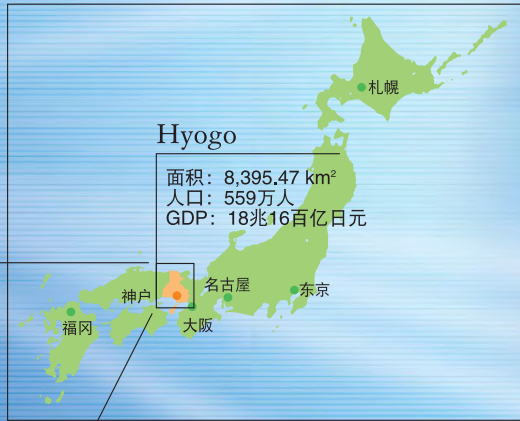 札幌
Hyogo
面积：8,395.47 km²
人口：559万人
GDP：18兆16百亿日元
神户
名古屋
东京
福冈
大阪